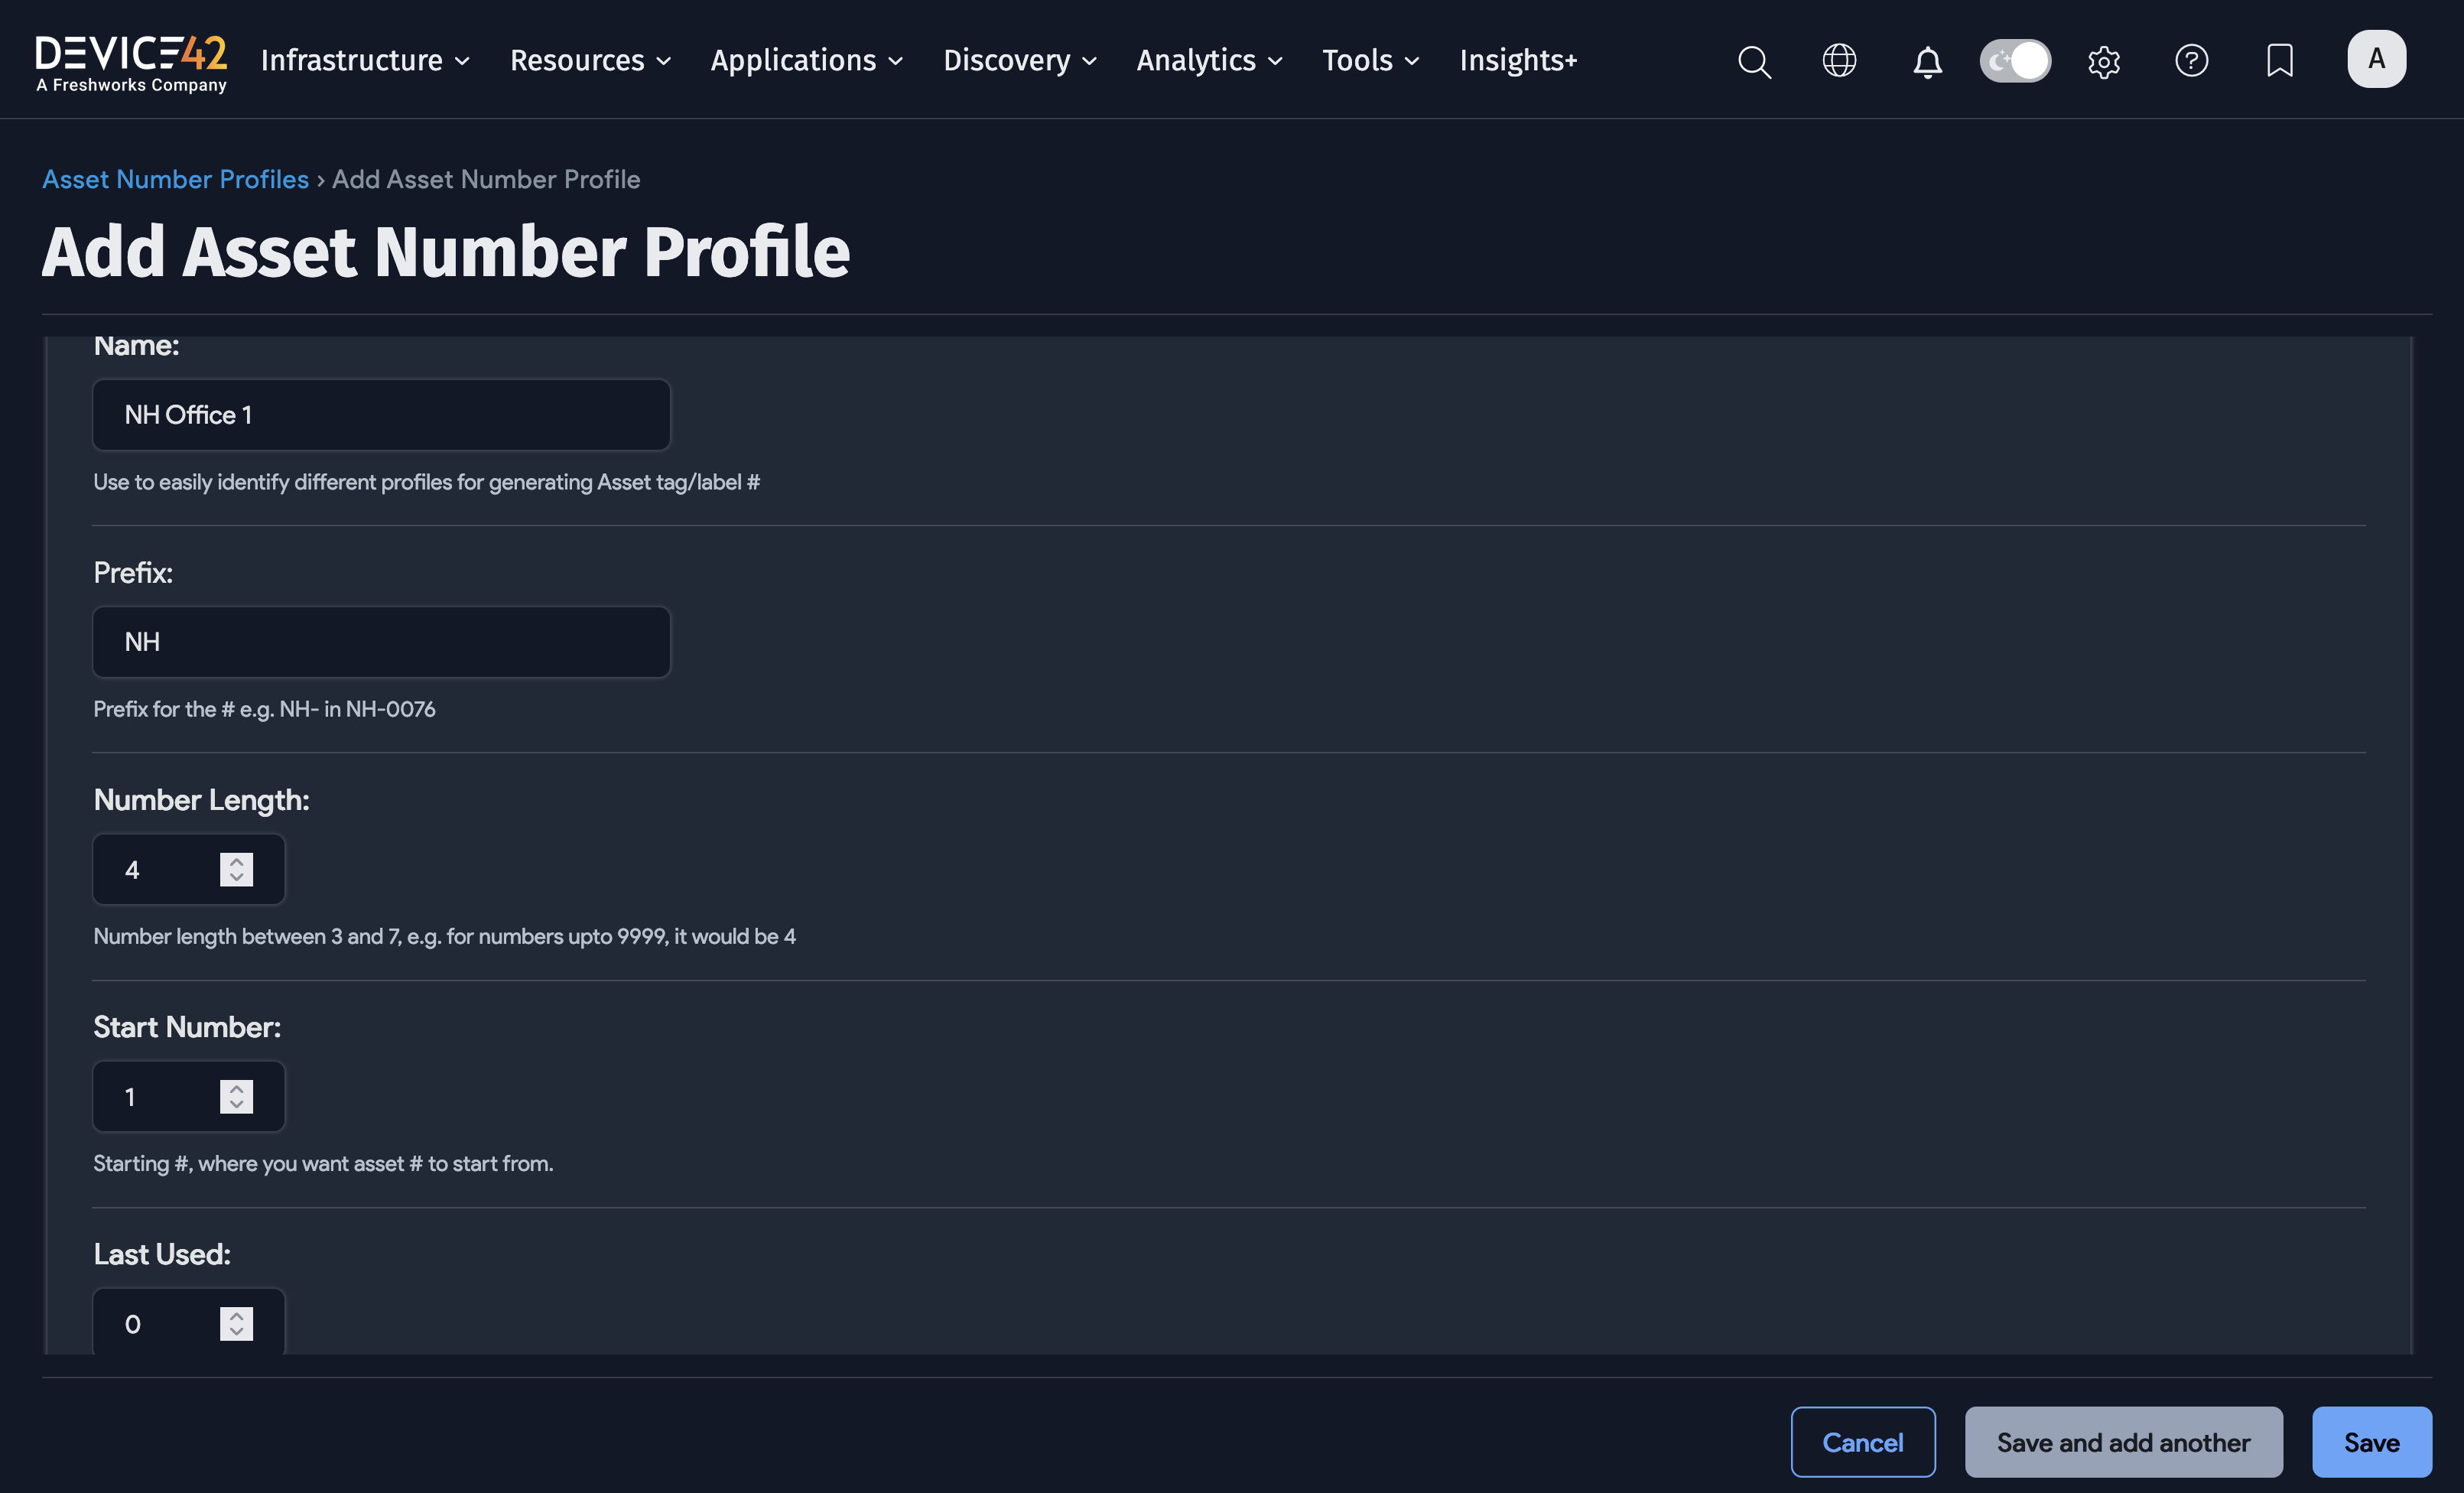 DEVICE42
A Freshworks Company
Infrastructure
Resources
Applications
Discovery
Analytics
Tools
Insights+
A
Asset Number Profiles › Add Asset Number Profile
Add Asset Number Profile
Name:
NH Office 1
Use to easily identify different profiles for generating Asset tag/label #
Prefix:
NH
Prefix for the # e.g. NH- in NH-0076
Number Length:
4
Number length between 3 and 7, e.g. for numbers upto 9999, it would be 4
Start Number:
1
Starting #, where you want asset # to start from.
Last Used:
0
Cancel
Save and add another
Save